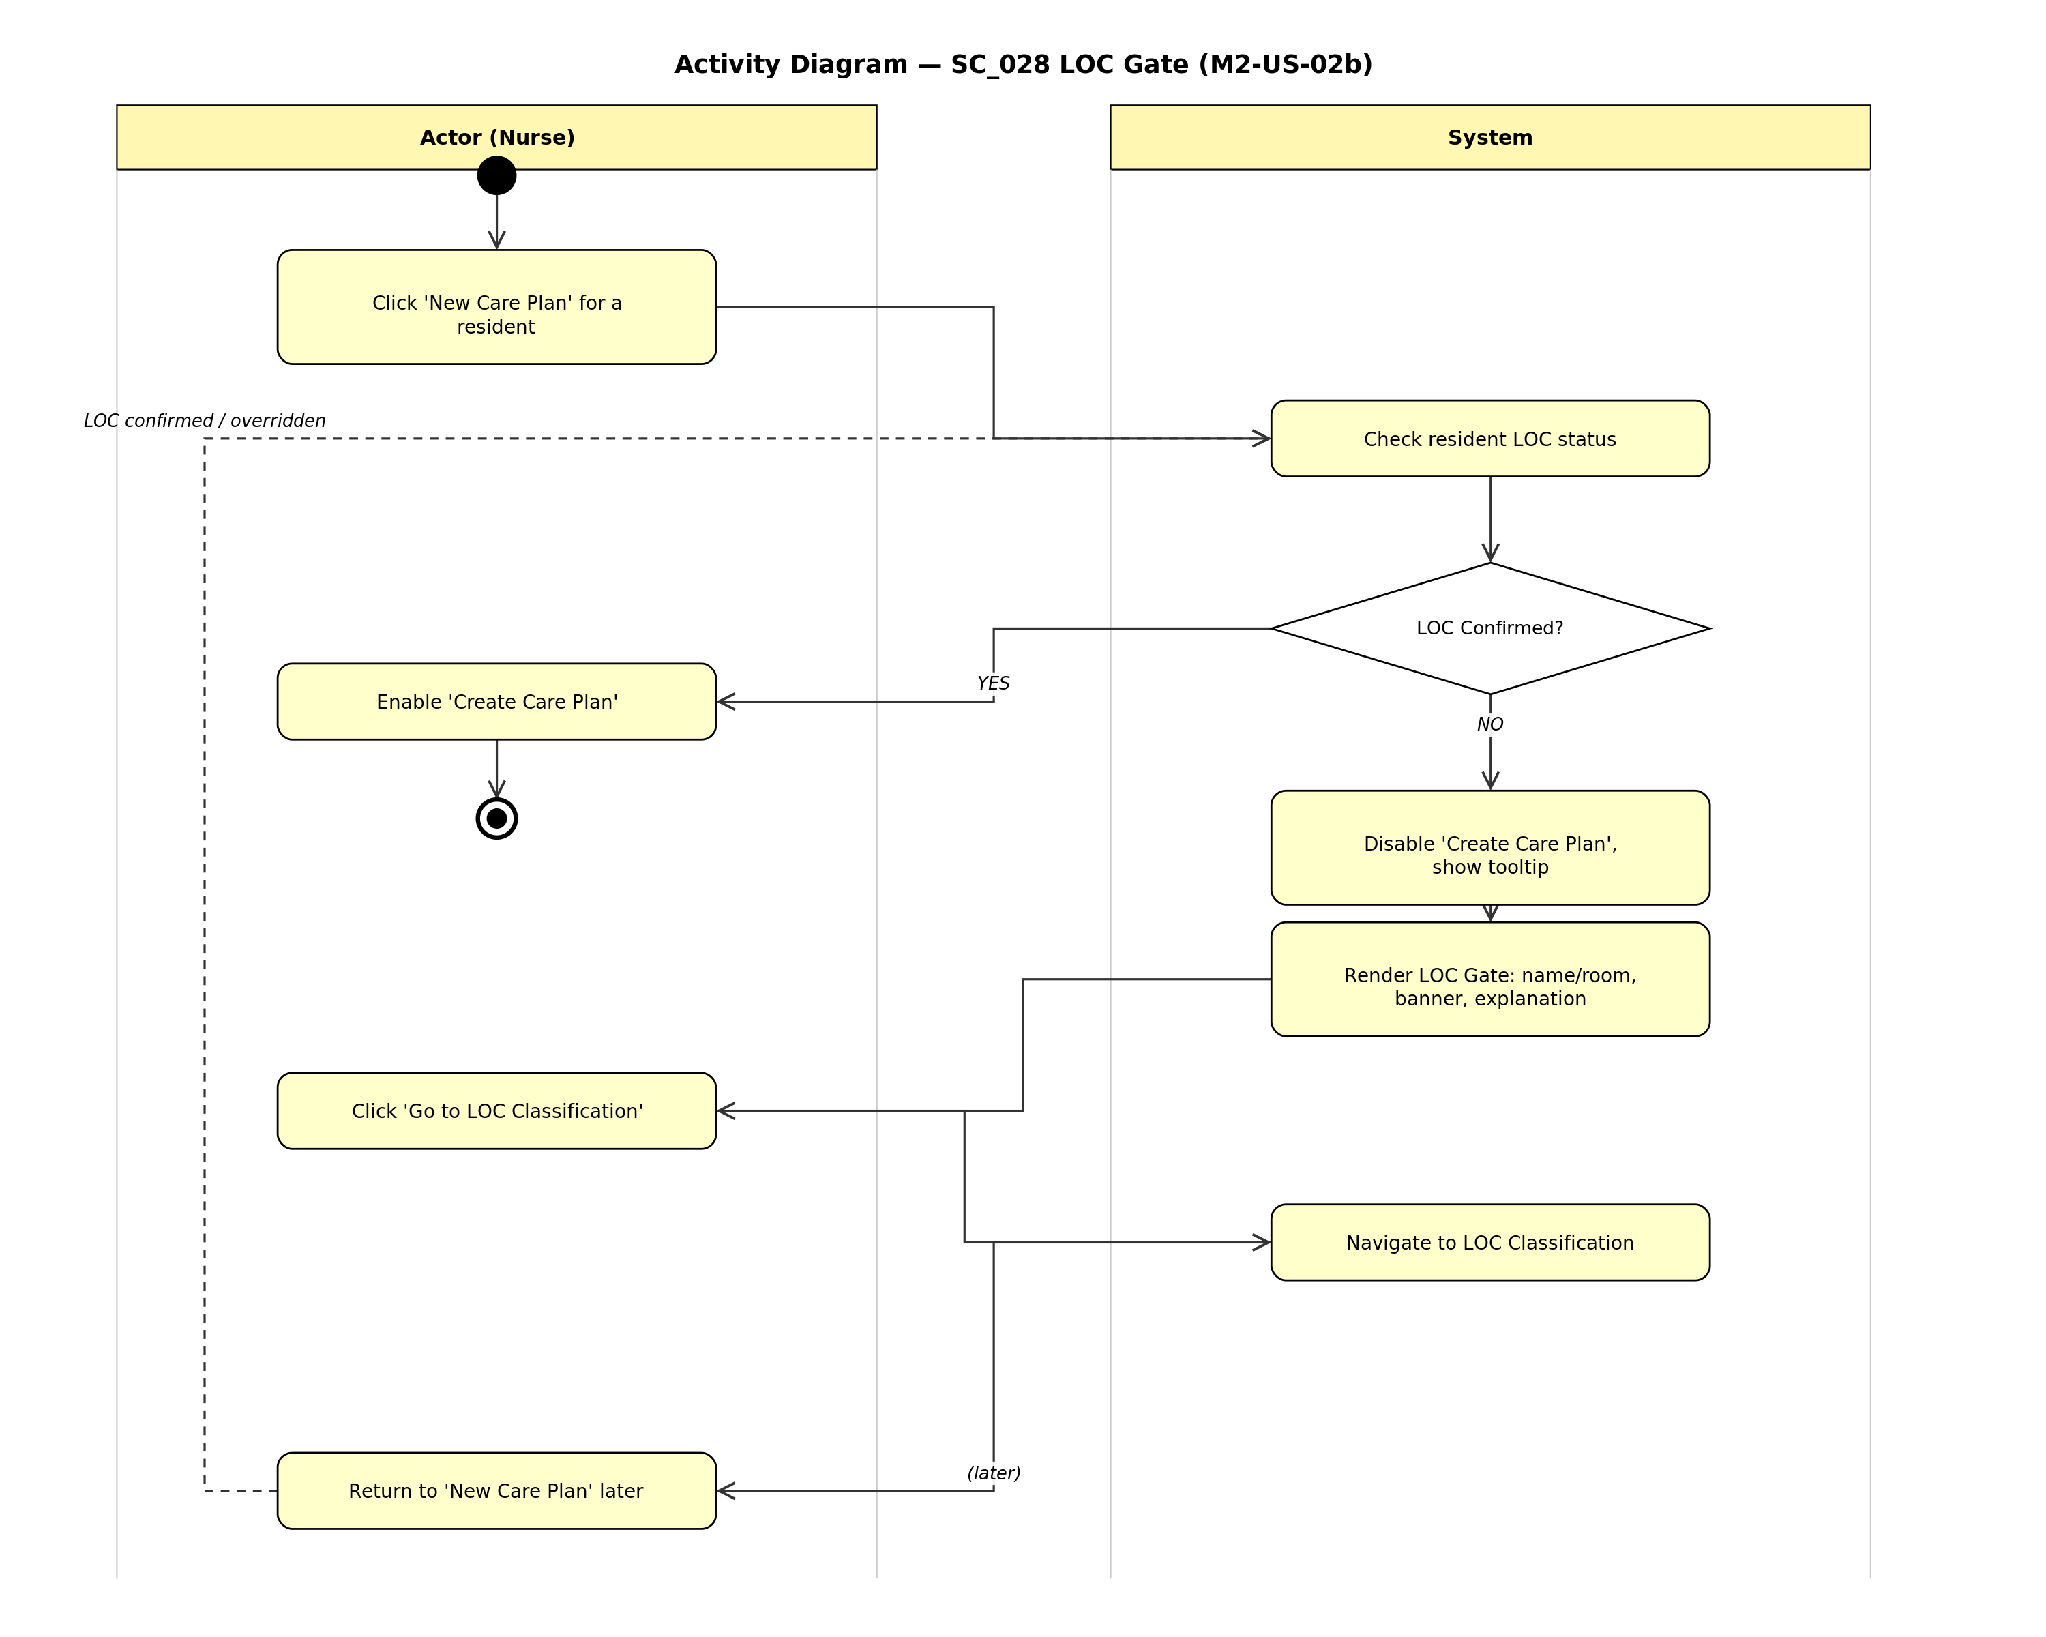 Activity Diagram — SC_028 LOC Gate (M2-US-02b)
Actor (Nurse)
System
Click 'New Care Plan' for a
resident
LOC confirmed / overridden
Check resident LOC status
LOC Confirmed?
YES
Enable 'Create Care Plan'
NO
Disable 'Create Care Plan',
show tooltip
Render LOC Gate: name/room,
banner, explanation
Click 'Go to LOC Classification'
Navigate to LOC Classification
(later)
Return to 'New Care Plan' later